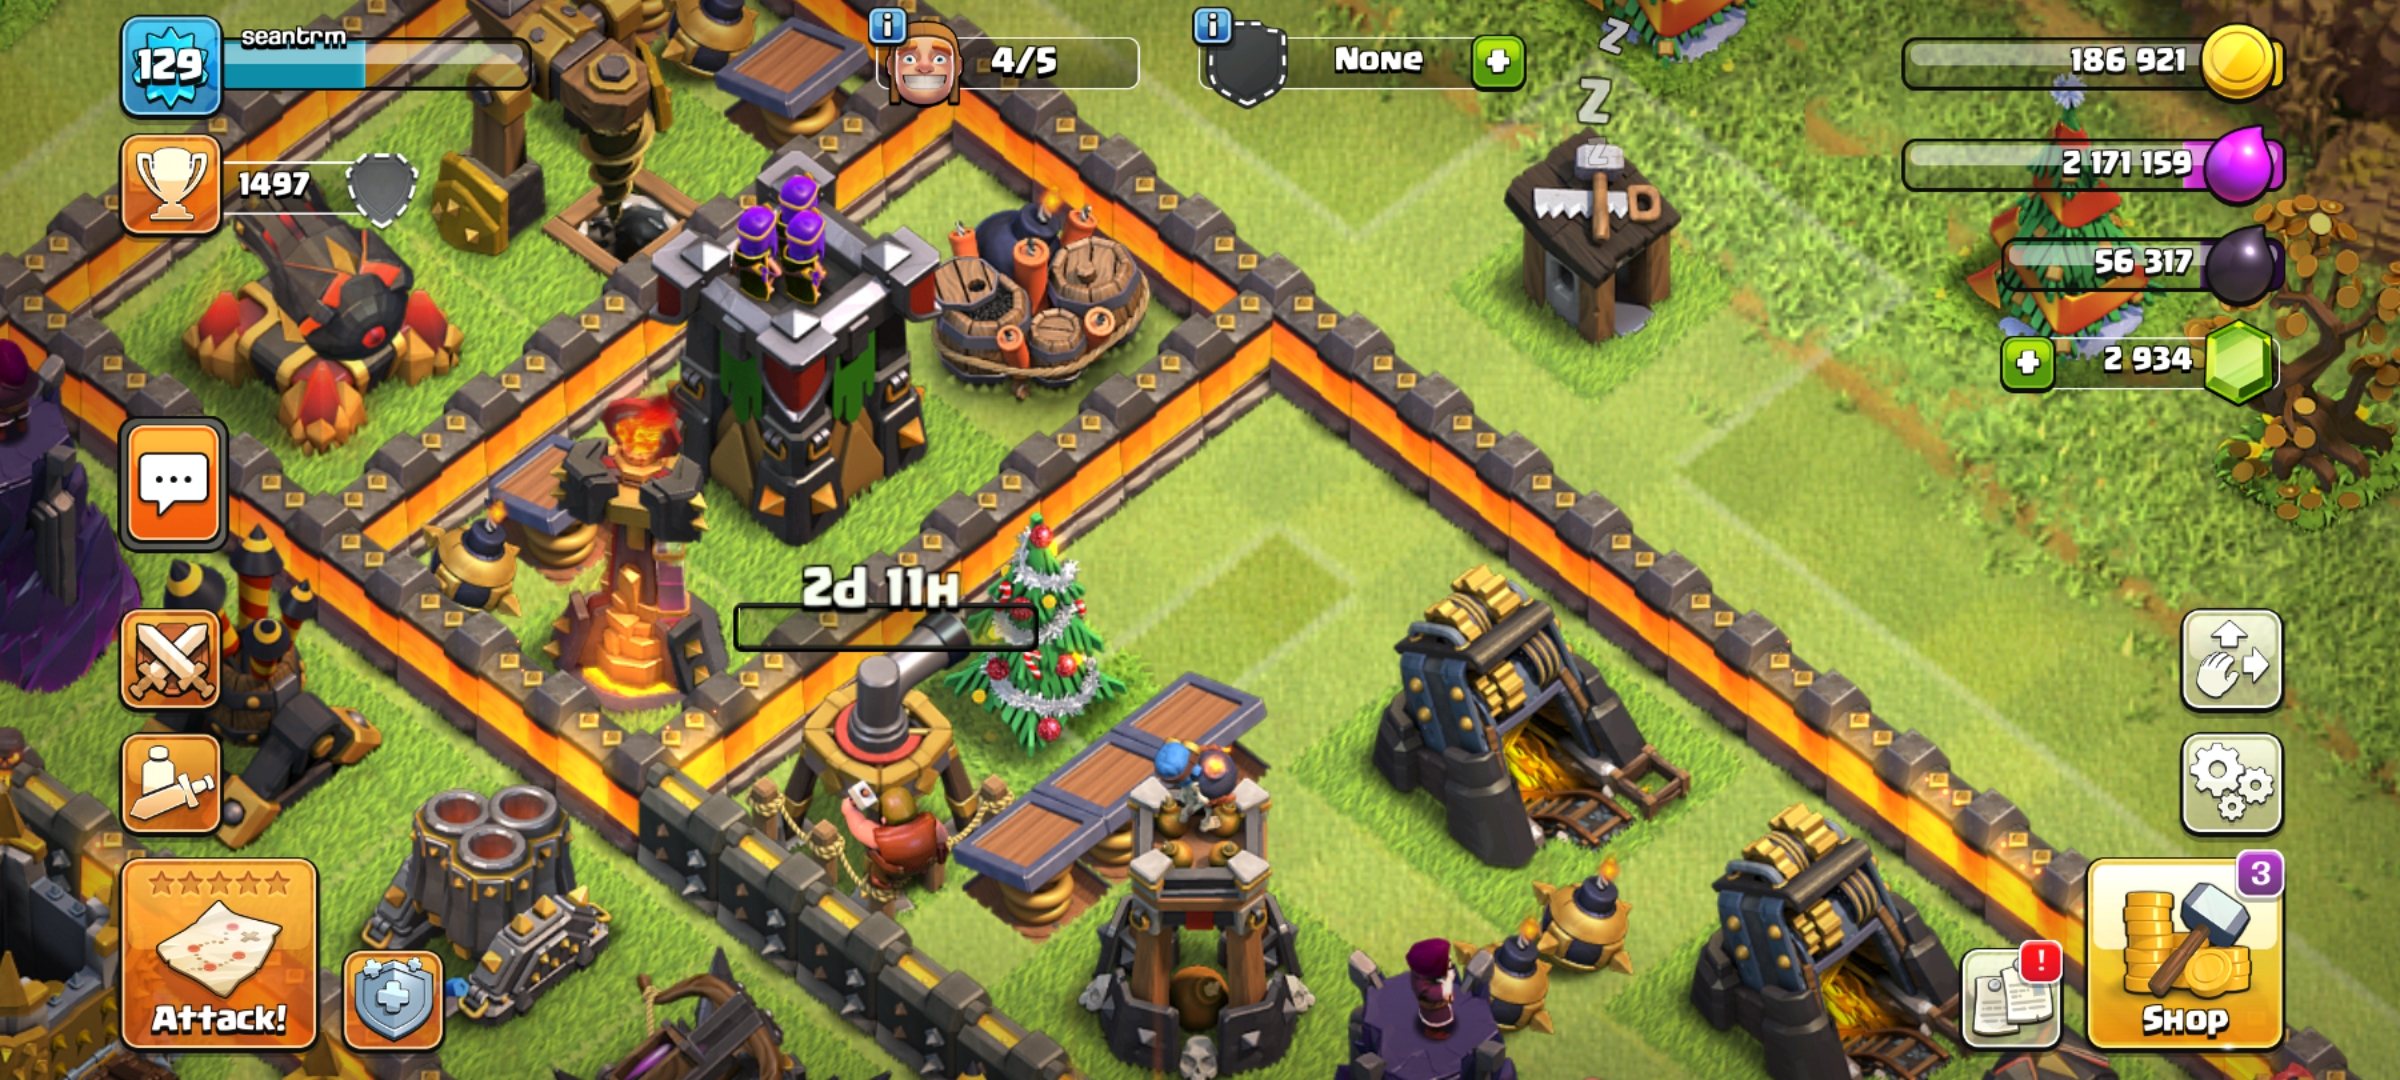 129
seantrm
i
4/5
i
None
186 921
1497
2 171 159
56 317
2 934
Z
Z
Z
2d 11H
3
!
Attack!
Shop